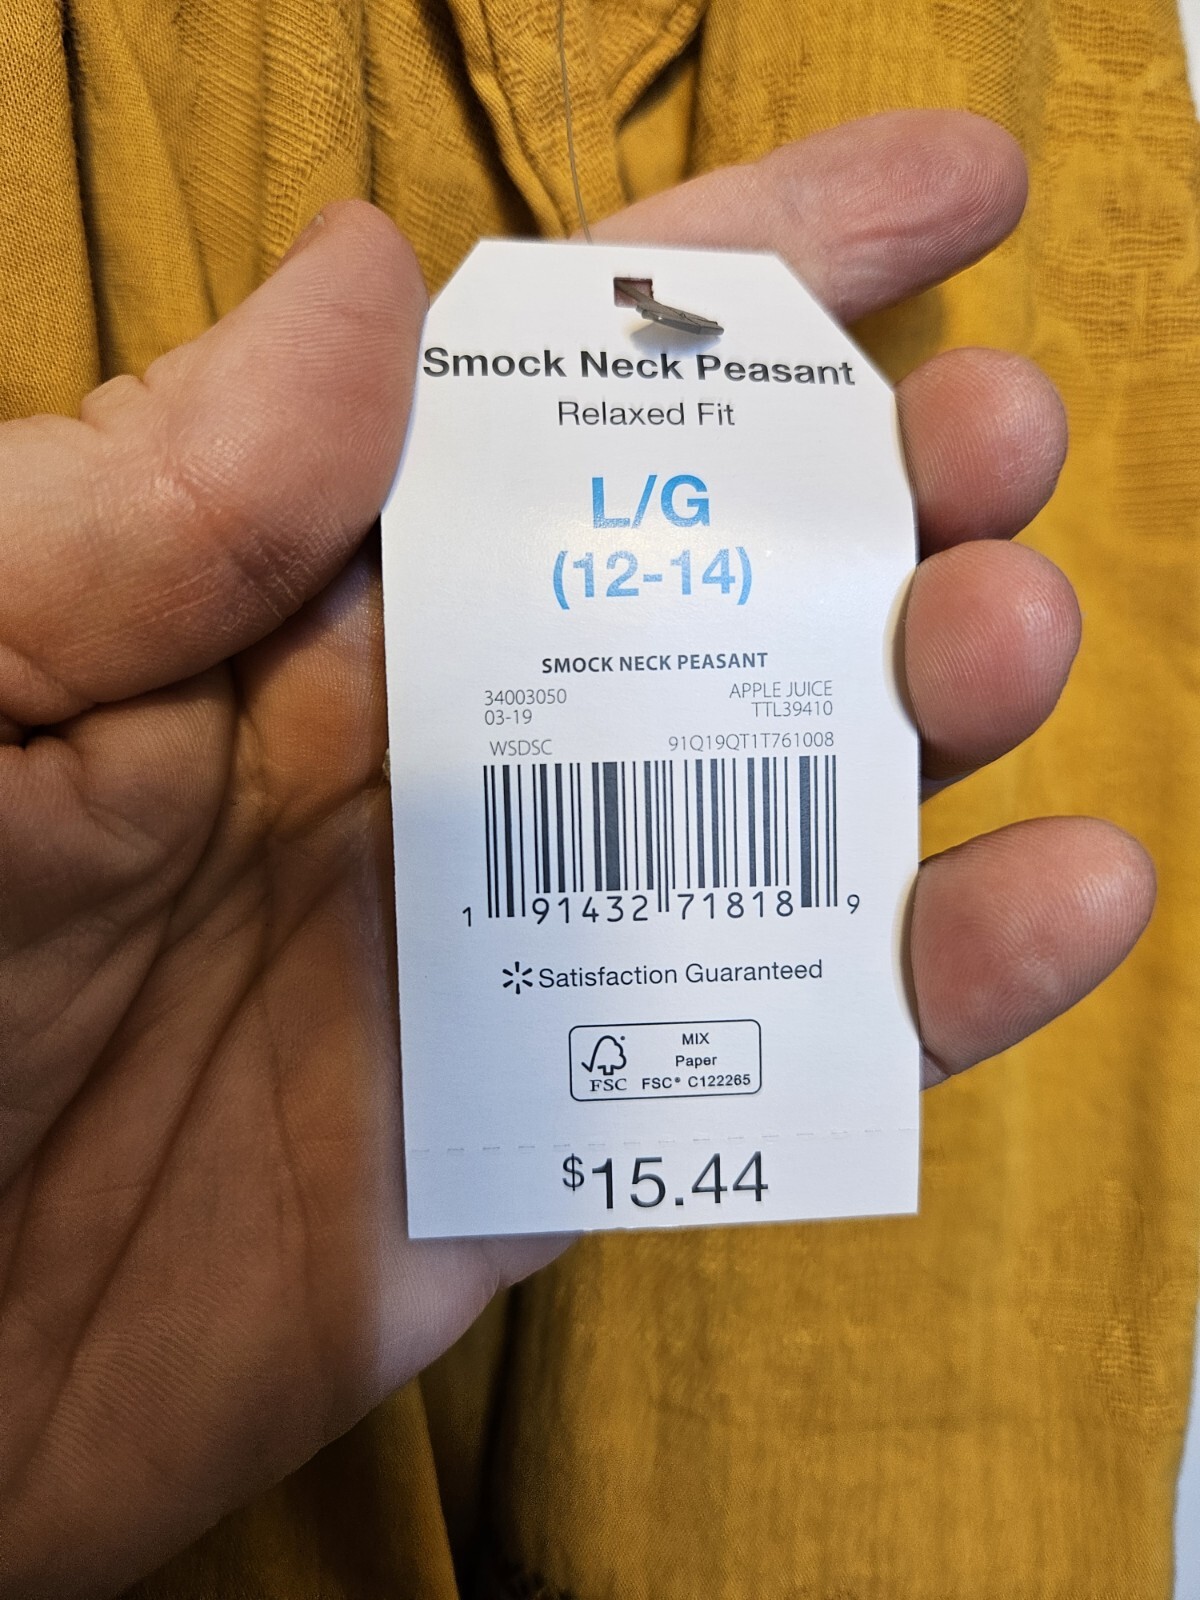 Smock Neck Peasant
Relaxed Fit
L/G
(12-14)
SMOCK NECK PEASANT
34003050 APPLE JUICE
03-19 TTL39410
WSDSC 91Q19QT1T761008
1 91432 71818 9
Satisfaction Guaranteed
MIX
Paper
FSC FSC® C122265
$15.44